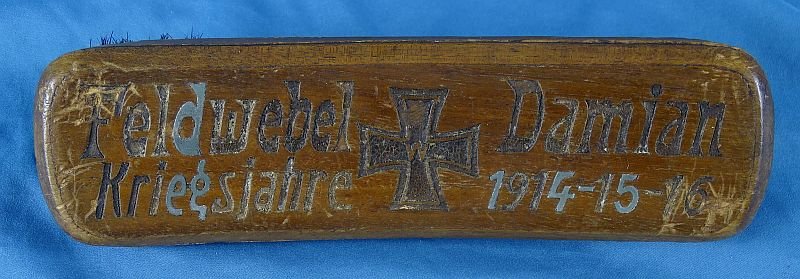 Feldwebel Damian
Kriegsjahre 1914-15-16